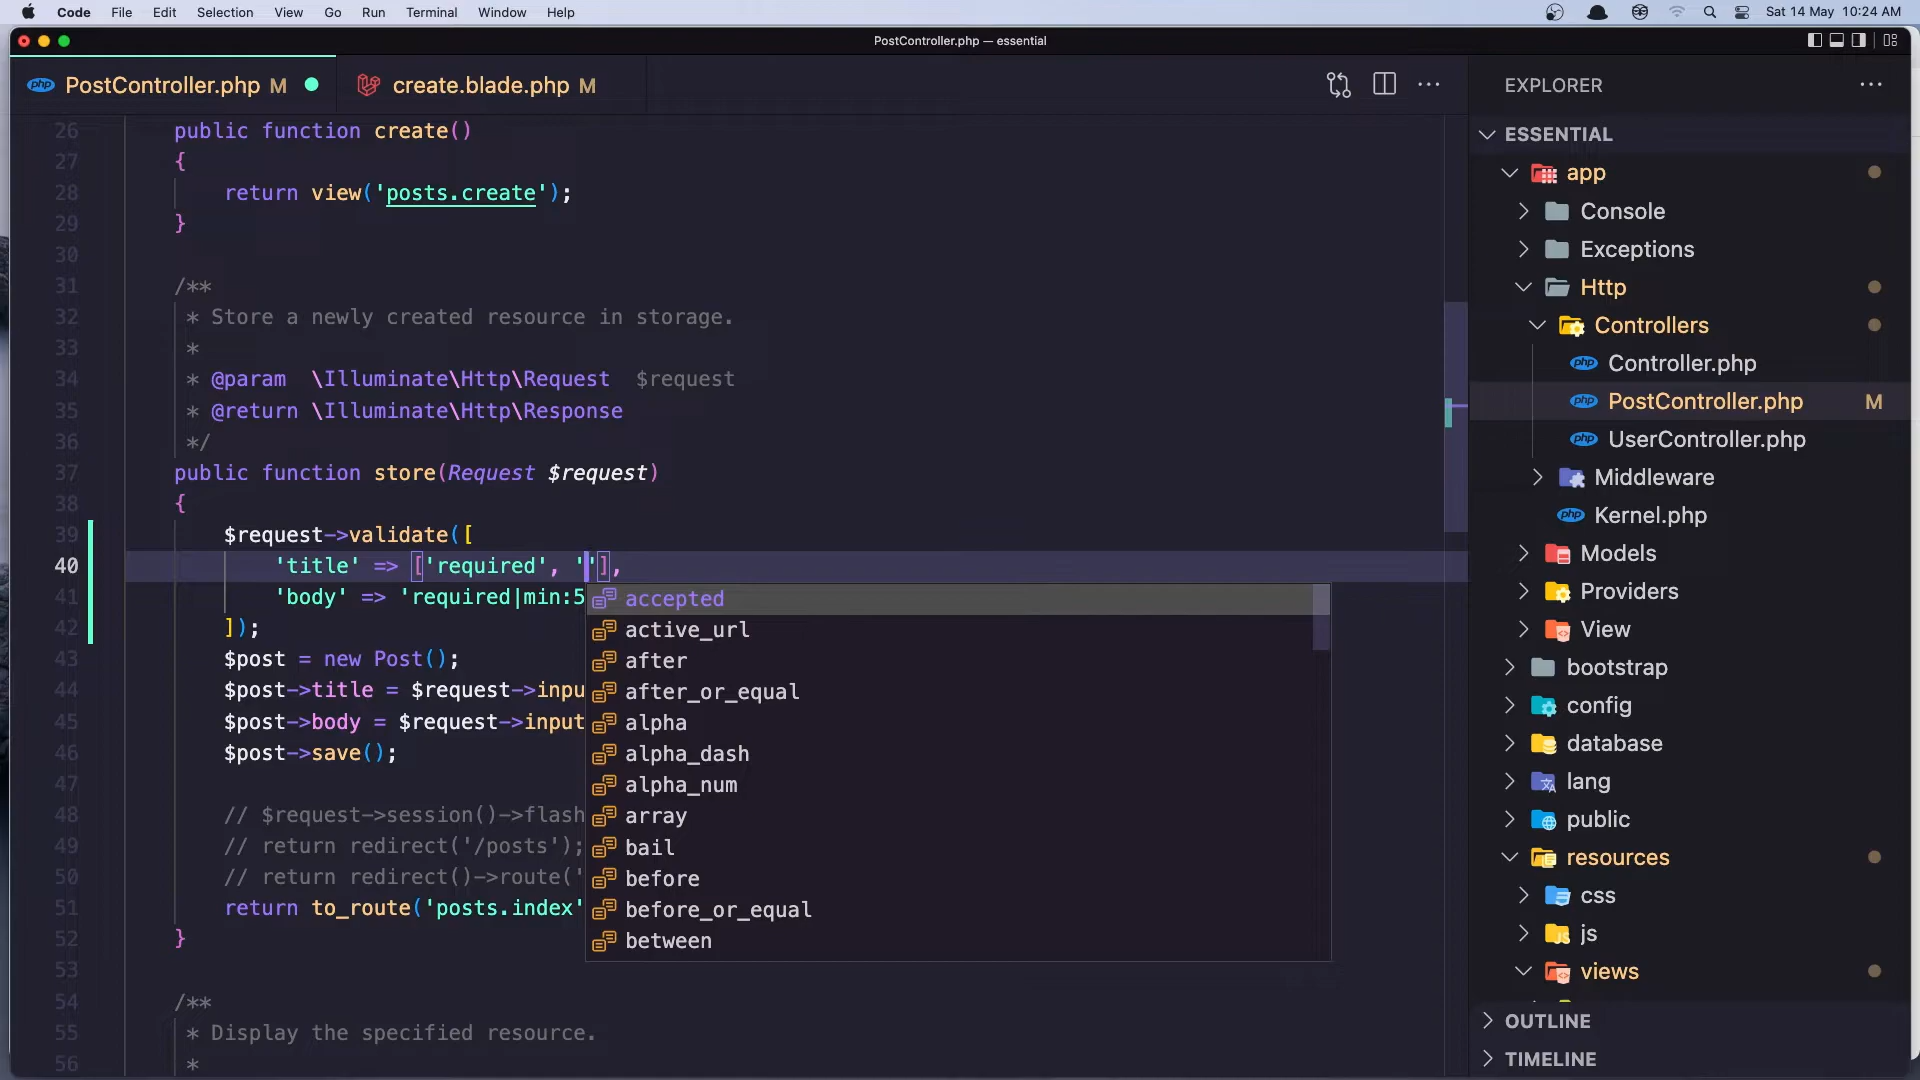 Code File Edit Selection View Go Run Terminal Window Help Sat 14 May 10:24 AM
PostController.php — essential
PostController.php M create.blade.php M
26 public function create()
27 {
28 return view('posts.create');
29 }
30
31 /**
32 * Store a newly created resource in storage.
33 *
34 * @param \Illuminate\Http\Request $request
35 * @return \Illuminate\Http\Response
36 */
37 public function store(Request $request)
38 {
39 $request->validate([
40 'title' => ['required', ''],
41 'body' => 'required|min:5
42 ]);
43 $post = new Post();
44 $post->title = $request->inpu
45 $post->body = $request->input
46 $post->save();
47
48 // $request->session()->flash
49 // return redirect('/posts');
50 // return redirect()->route('
51 return to_route('posts.index'
52 }
53
54 /**
55 * Display the specified resource.
56 *
accepted
active_url
after
after_or_equal
alpha
alpha_dash
alpha_num
array
bail
before
before_or_equal
between
EXPLORER
ESSENTIAL
app
Console
Exceptions
Http
Controllers
php Controller.php
php PostController.php M
php UserController.php
Middleware
php Kernel.php
Models
Providers
View
bootstrap
config
database
lang
public
resources
css
js
views
OUTLINE
TIMELINE